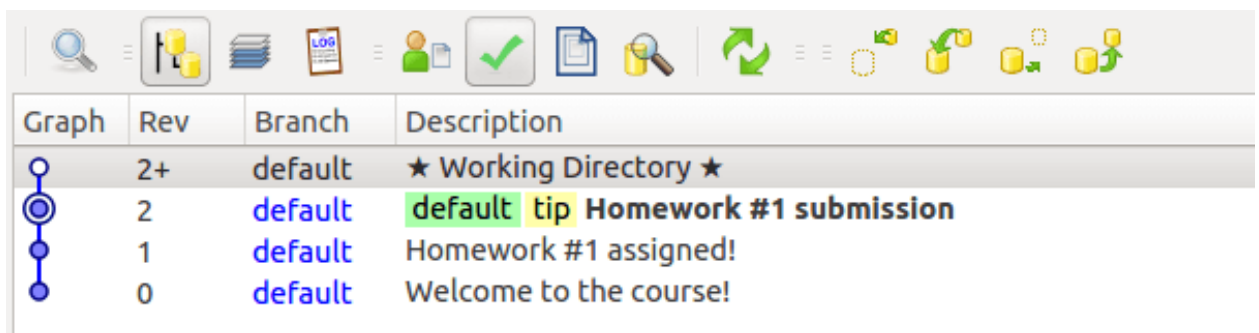 LOG
Graph Rev Branch Description
2+ default ★ Working Directory ★
2 default default tip Homework #1 submission
1 default Homework #1 assigned!
0 default Welcome to the course!